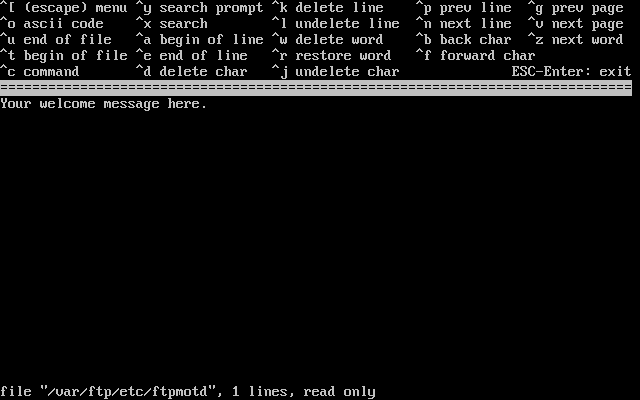 ^[ (escape) menu ^y search prompt ^k delete line    ^p prev line  ^g prev page
^o ascii code    ^x search        ^l undelete line  ^n next line  ^v next page
^u end of file   ^a begin of line ^w delete word    ^b back char  ^z next word
^t begin of file ^e end of line   ^r restore word   ^f forward char
^c command       ^d delete char   ^j undelete char              ESC-Enter: exit
===============================================================================
Your welcome message here.
file "/var/ftp/etc/ftpmotd", 1 lines, read only